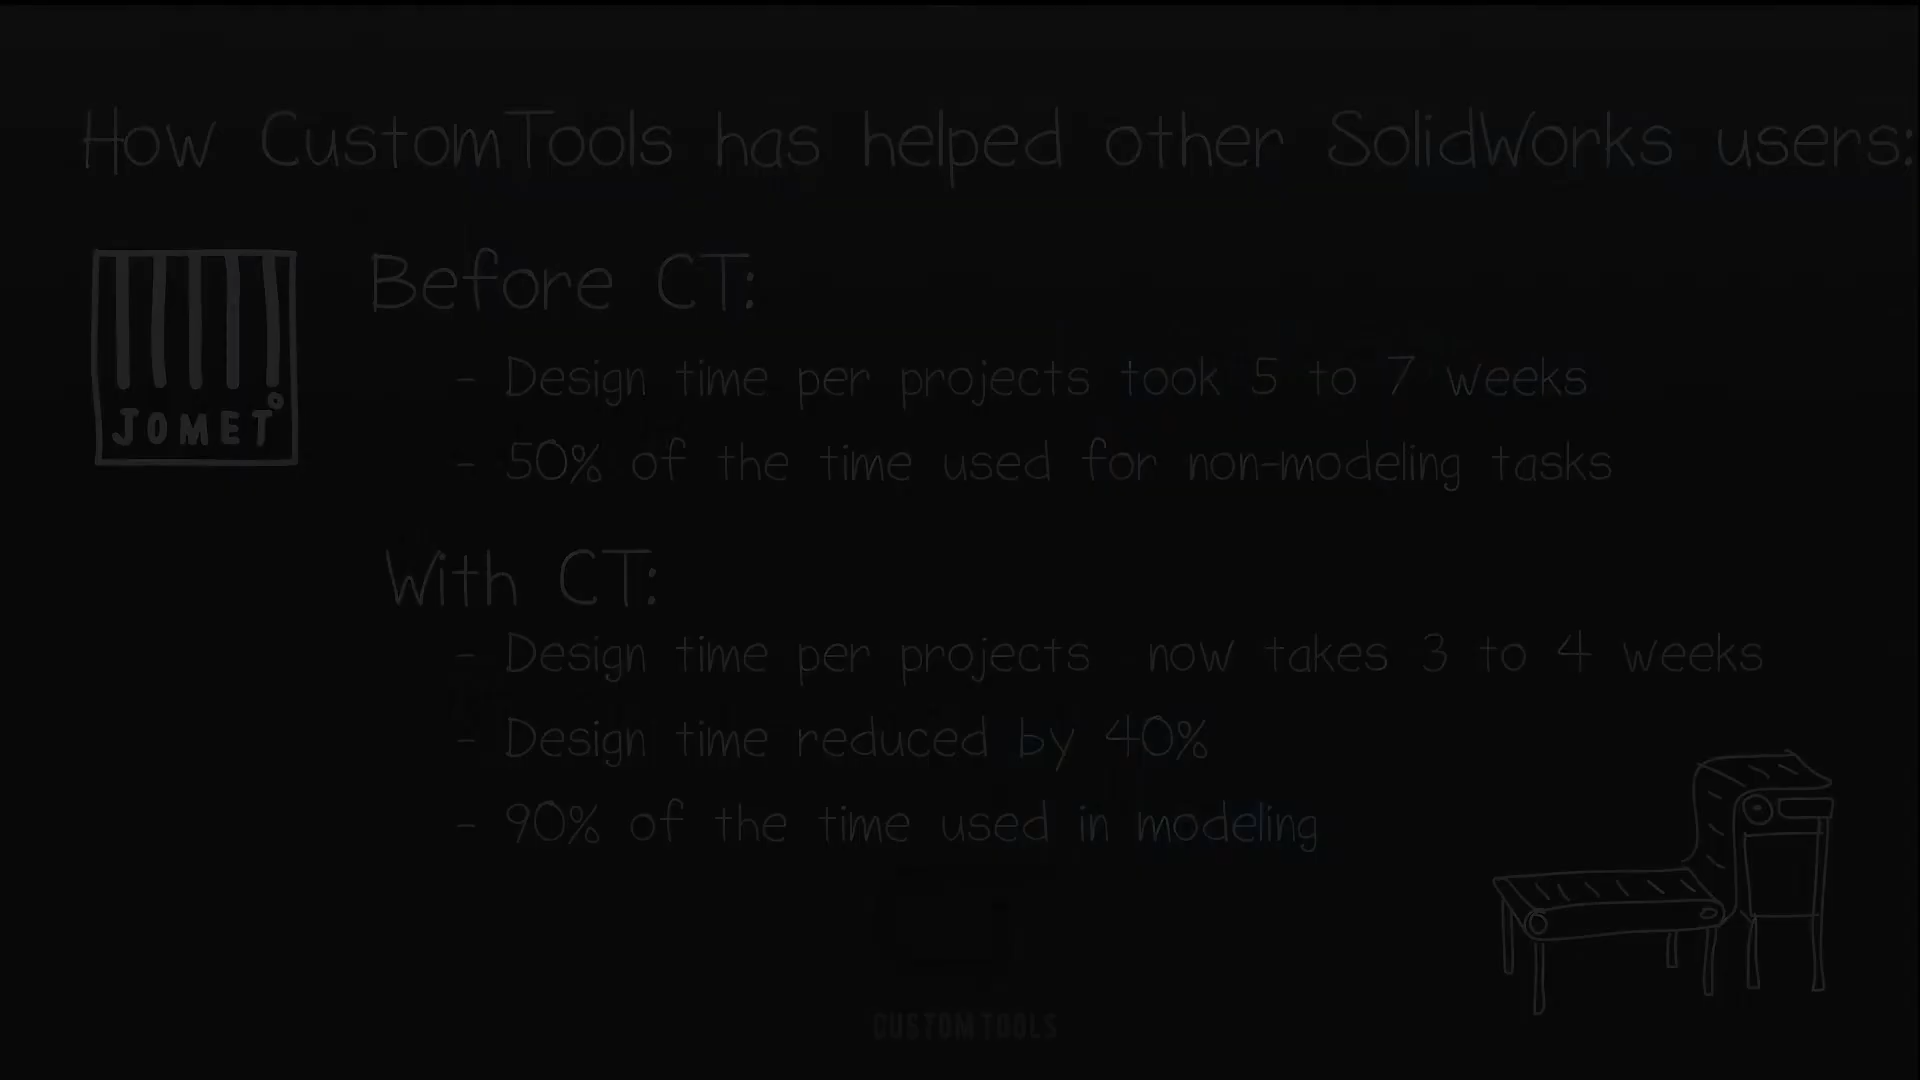 How CustomTools has helped other SolidWorks users:
JOMET
Before CT:
- Design time per projects took 5 to 7 weeks
- 50% of the time used for non-modeling tasks
With CT:
- Design time per projects now takes 3 to 4 weeks
- Design time reduced by 40%
- 90% of the time used in modeling
CUSTOMTOOLS